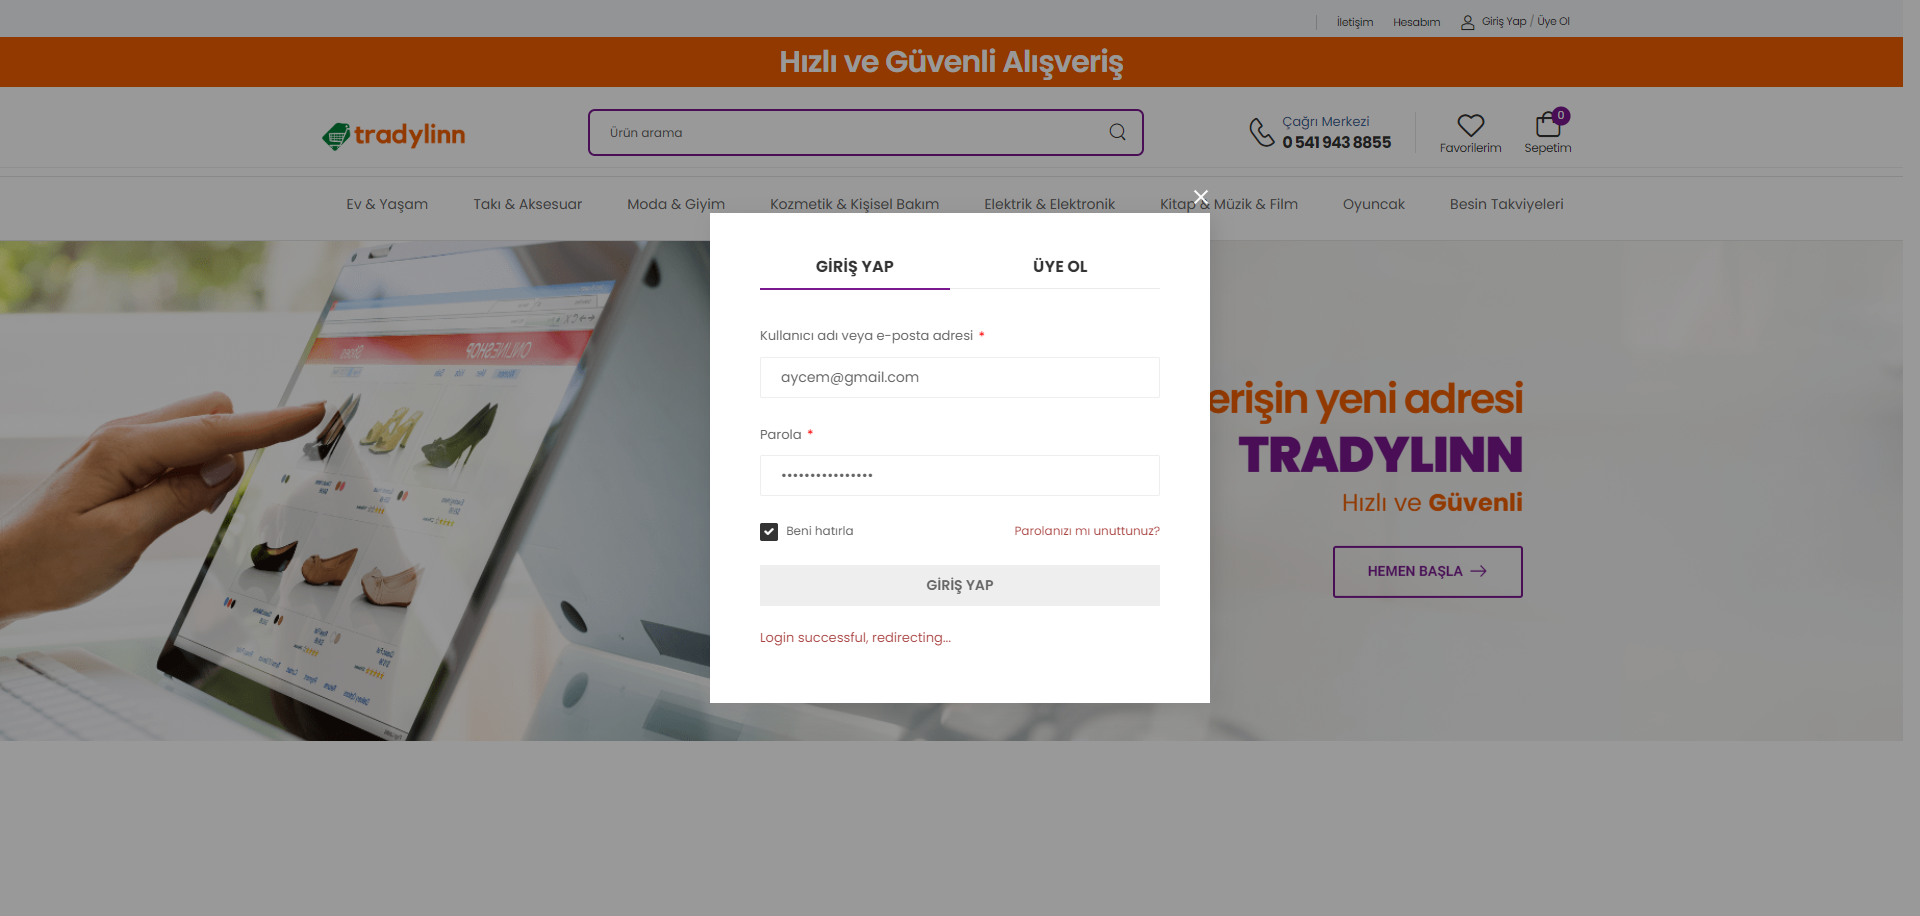 İletişim
Hesabım
Giriş Yap / Üye Ol
Hızlı ve Güvenli Alışveriş
tradylinn
Ürün arama
Çağrı Merkezi
0 541 943 8855
Favorilerim
0
Sepetim
Ev & Yaşam
Takı & Aksesuar
Moda & Giyim
Kozmetik & Kişisel Bakım
Elektrik & Elektronik
Kitap & Müzik & Film
Oyuncak
Besin Takviyeleri
GİRİŞ YAP
ÜYE OL
Kullanıcı adı veya e-posta adresi *
aycem@gmail.com
Parola *
••••••••••••••••
Beni hatırla
Parolanızı mı unuttunuz?
GİRİŞ YAP
Login successful, redirecting...
erişin yeni adresi
TRADYLINN
Hızlı ve Güvenli
HEMEN BAŞLA
ONLINESHOP